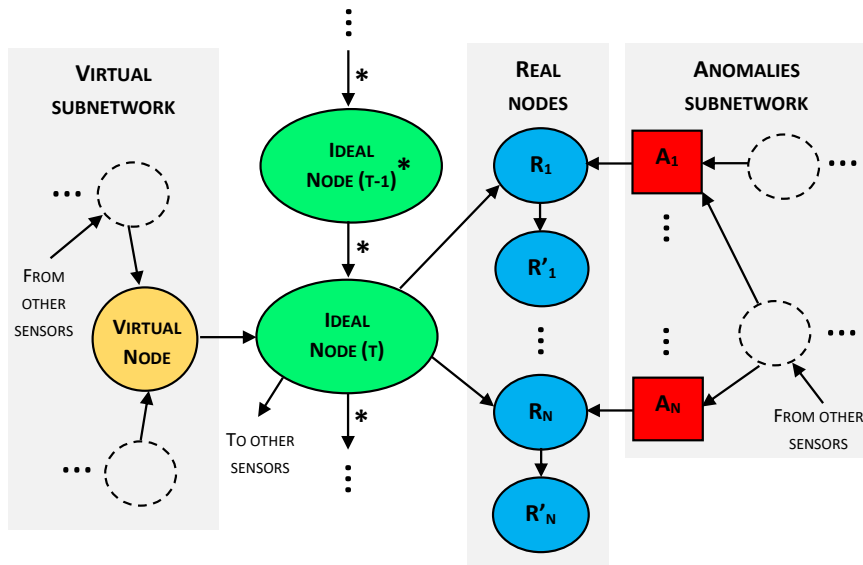 VIRTUAL
SUBNETWORK
...
FROM
OTHER
SENSORS
VIRTUAL
NODE
...
...
*
IDEAL
NODE (T-1)*
*
IDEAL
NODE (T)
*
TO OTHER
SENSORS
...
REAL
NODES
R1
R'1
...
RN
R'N
ANOMALIES
SUBNETWORK
A1
...
...
...
AN
...
FROM OTHER
SENSORS